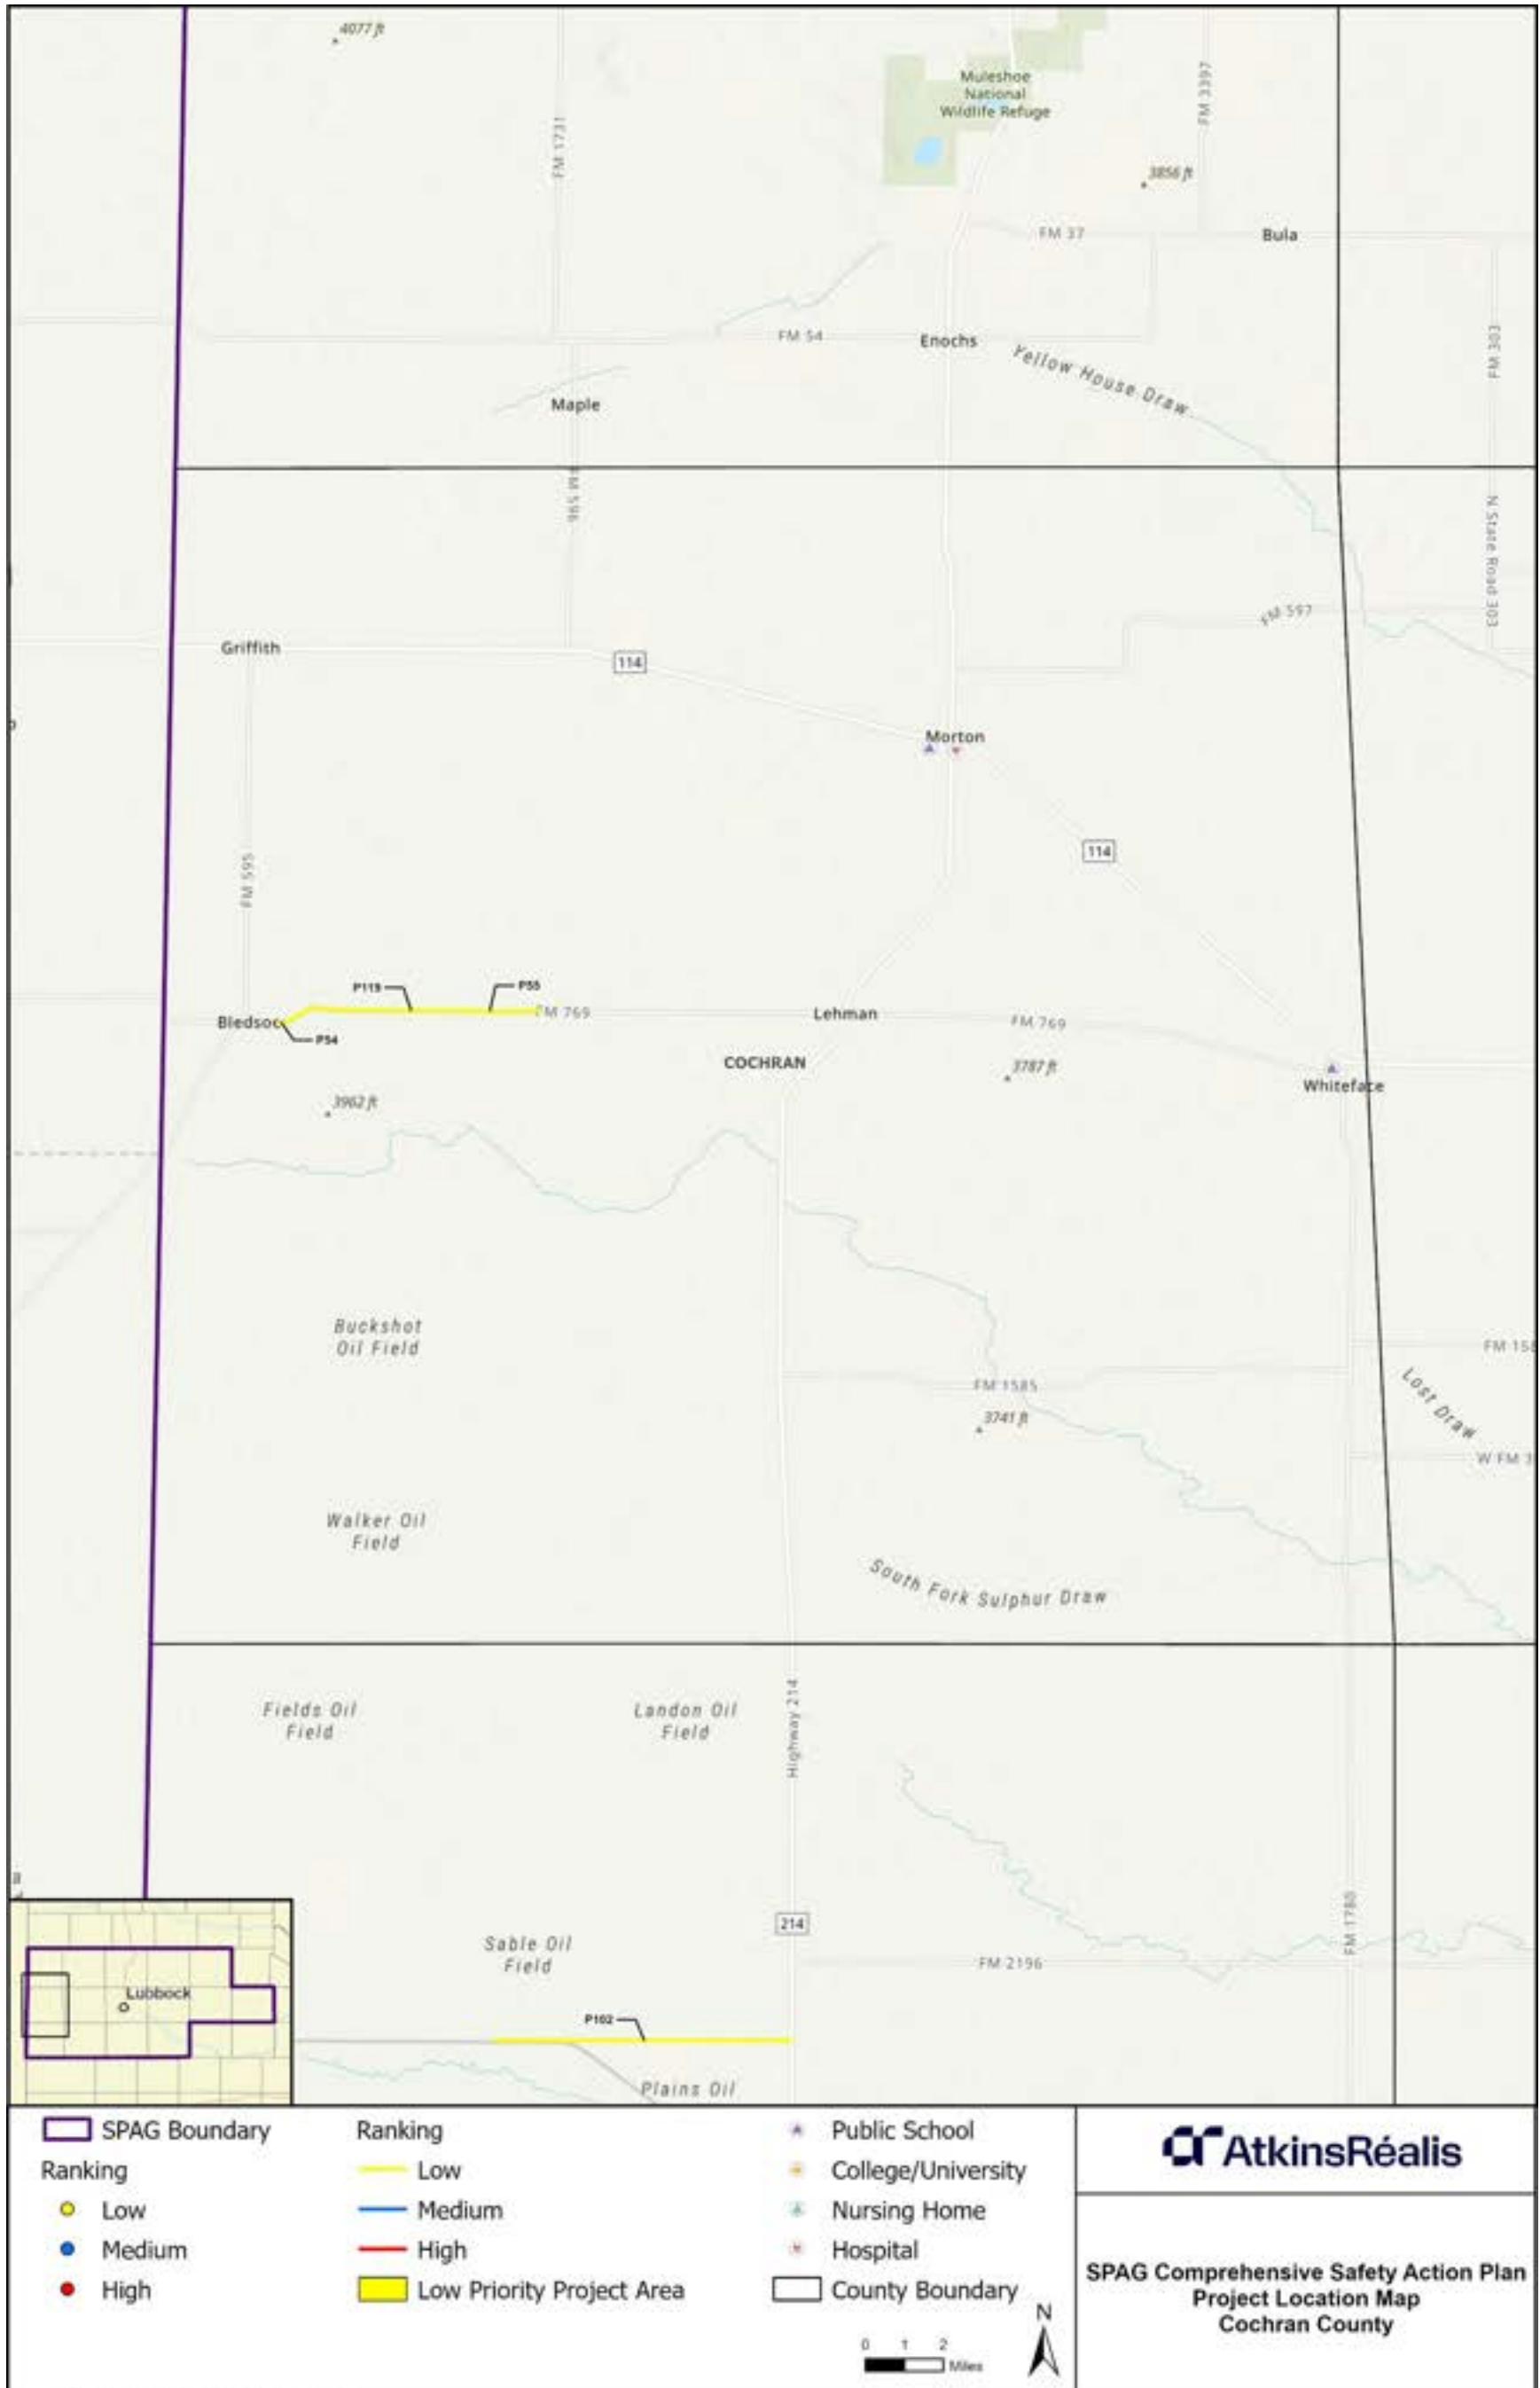 4077 ft
Muleshoe
National
Wildlife Refuge
FM 1731
FM 3397
3856 ft
FM 37
Bula
FM 54
Enochs
FM 303
Yellow House Draw
Maple
N State Road 303
FM 597
Griffith
114
Morton
114
FM 595
P119
P55
Bledsoe
FM 769
Lehman
FM 769
P54
COCHRAN
3787 ft
Whiteface
3962 ft
Buckshot
Oil Field
FM 1585
Lost Draw
3741 ft
Walker Oil
Field
South Fork Sulphur Draw
Fields Oil
Field
Landon Oil
Field
Highway 214
FM 1780
214
Sable Oil
Field
FM 2196
Lubbock
P102
Plains Oil
SPAG Boundary
Ranking
Low
Medium
High
Ranking
Low
Medium
High
Low Priority Project Area
Public School
College/University
Nursing Home
Hospital
County Boundary
0 1 2
Miles
N
AtkinsRéalis
SPAG Comprehensive Safety Action Plan
Project Location Map
Cochran County